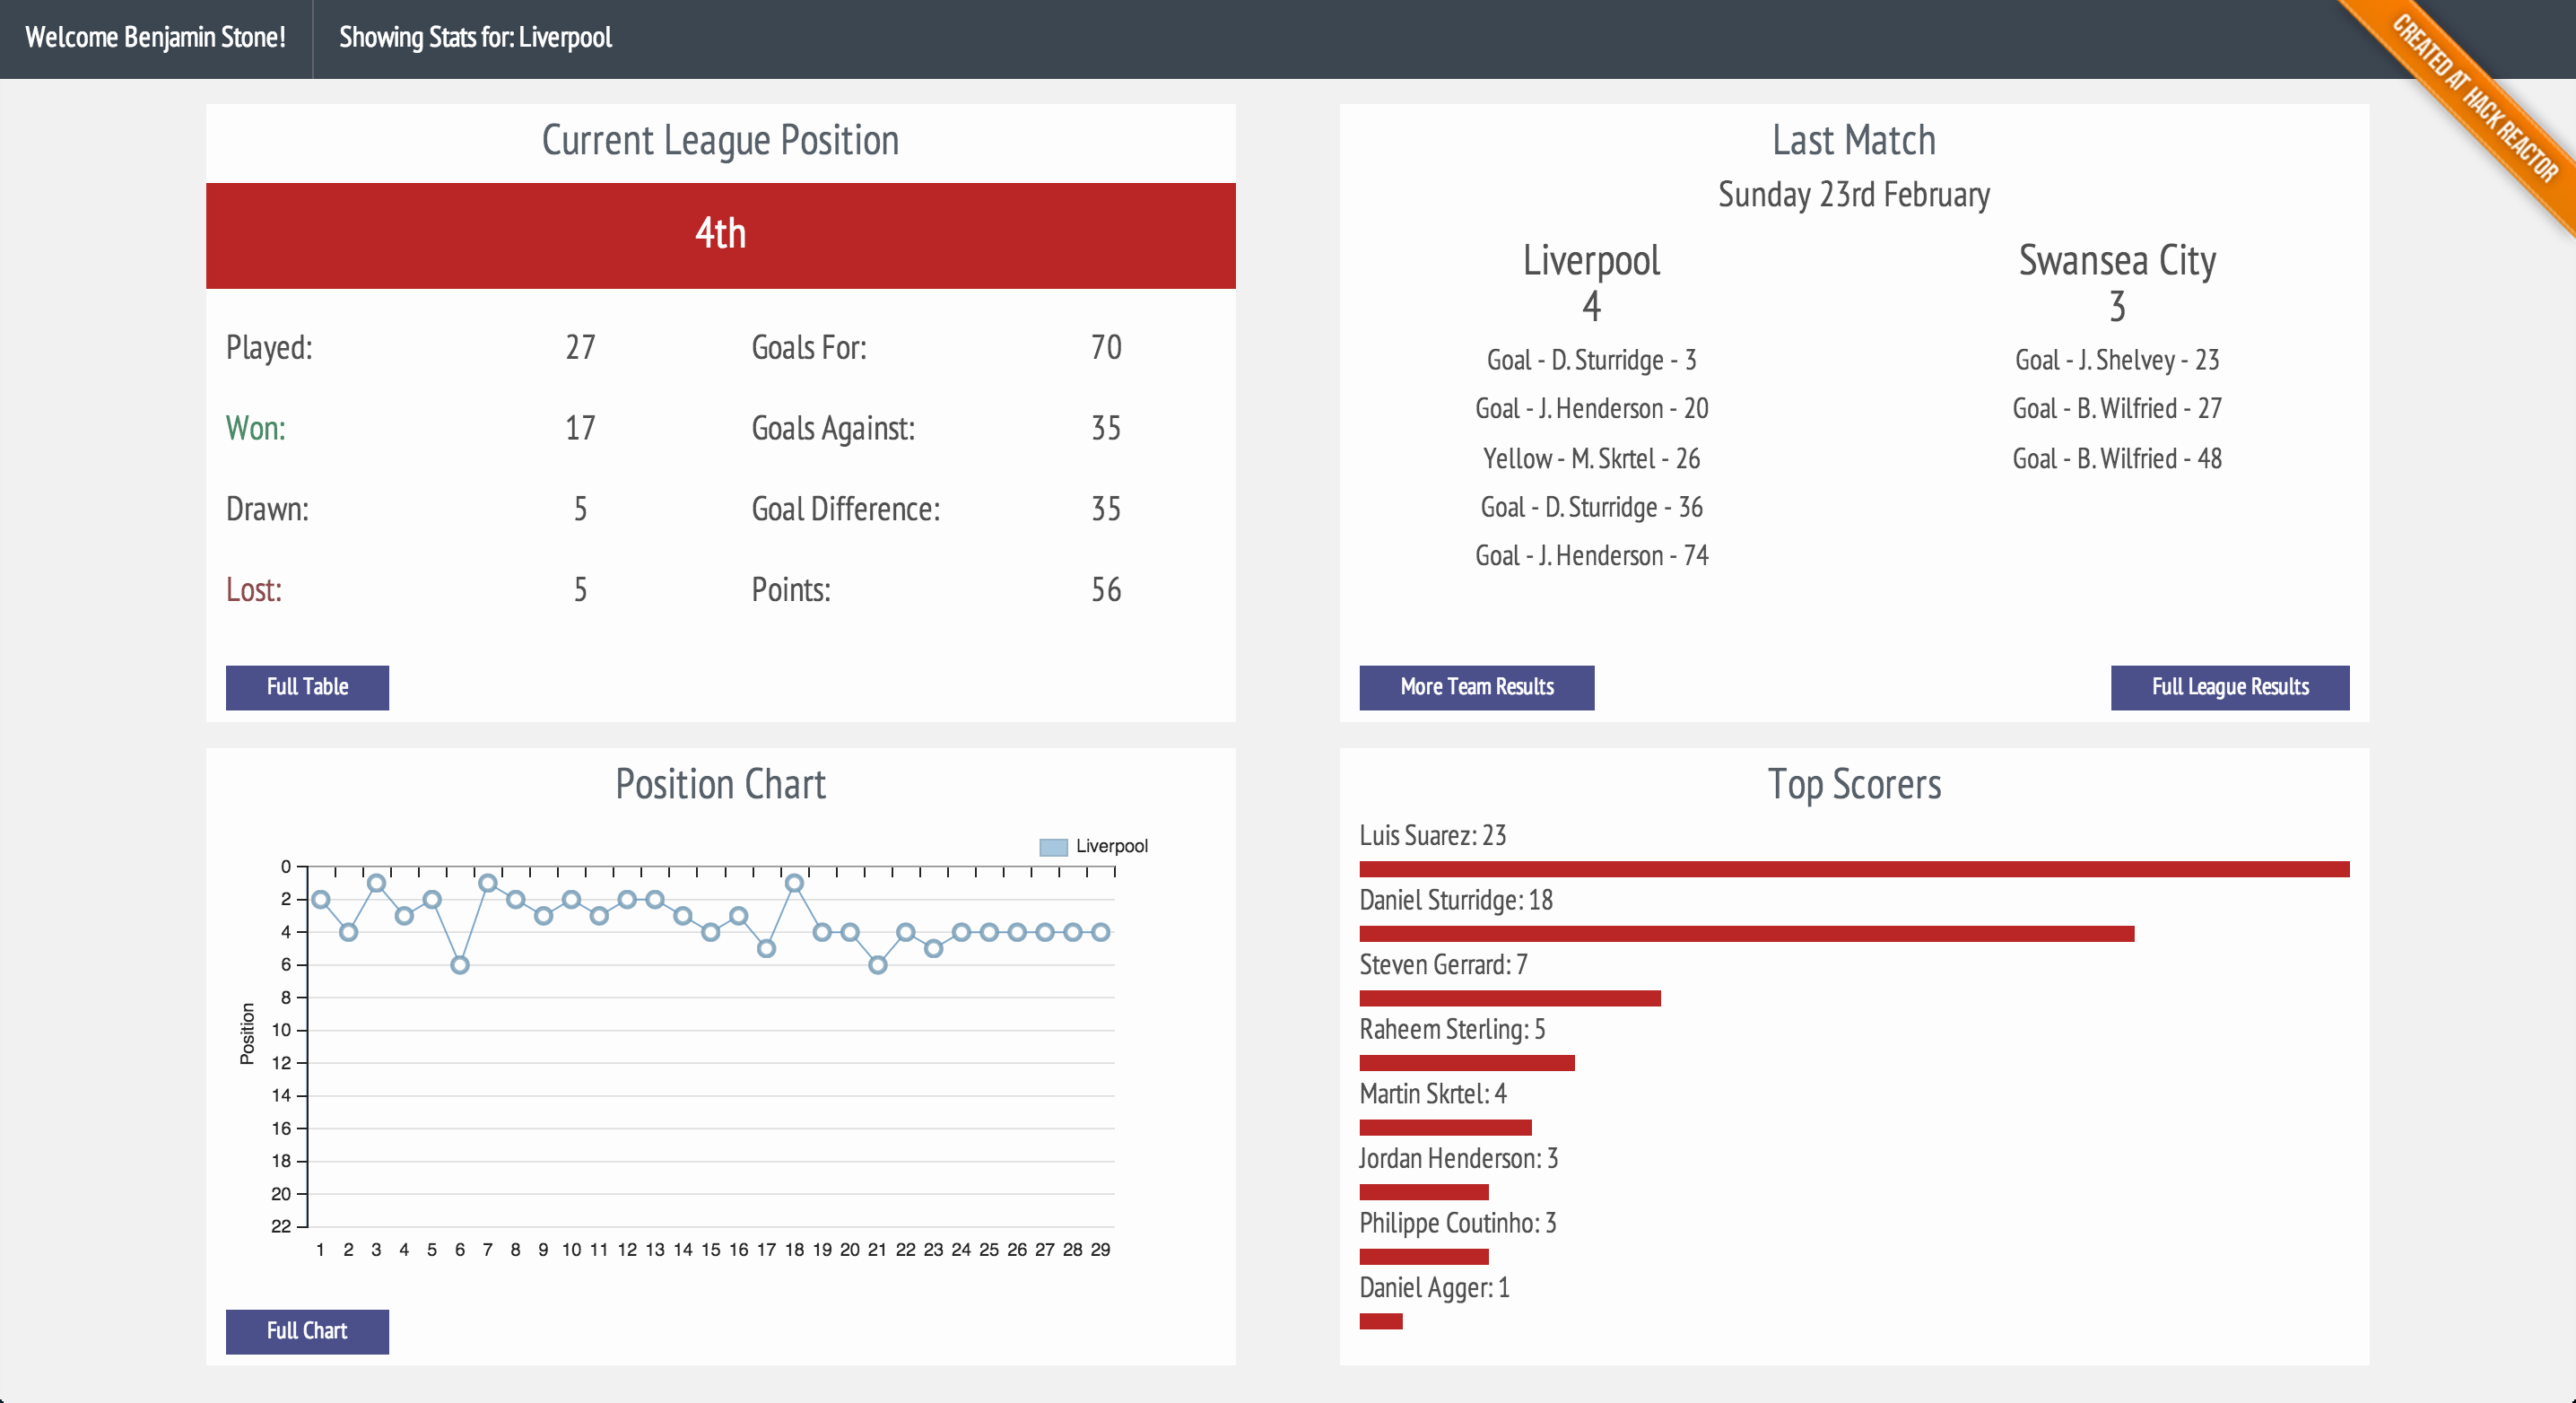 Welcome Benjamin Stone!
Showing Stats for: Liverpool
CREATED AT HACK REACTOR
Current League Position
4th
Played: 27 Goals For: 70
Won: 17 Goals Against: 35
Drawn: 5 Goal Difference: 35
Lost: 5 Points: 56
Full Table
Last Match
Sunday 23rd February
Liverpool
4
Goal - D. Sturridge - 3
Goal - J. Henderson - 20
Yellow - M. Skrtel - 26
Goal - D. Sturridge - 36
Goal - J. Henderson - 74
Swansea City
3
Goal - J. Shelvey - 23
Goal - B. Wilfried - 27
Goal - B. Wilfried - 48
More Team Results
Full League Results
Position Chart
Liverpool
Position
0
2
4
6
8
10
12
14
16
18
20
22
1 2 3 4 5 6 7 8 9 10 11 12 13 14 15 16 17 18 19 20 21 22 23 24 25 26 27 28 29
Full Chart
Top Scorers
Luis Suarez: 23
Daniel Sturridge: 18
Steven Gerrard: 7
Raheem Sterling: 5
Martin Skrtel: 4
Jordan Henderson: 3
Philippe Coutinho: 3
Daniel Agger: 1